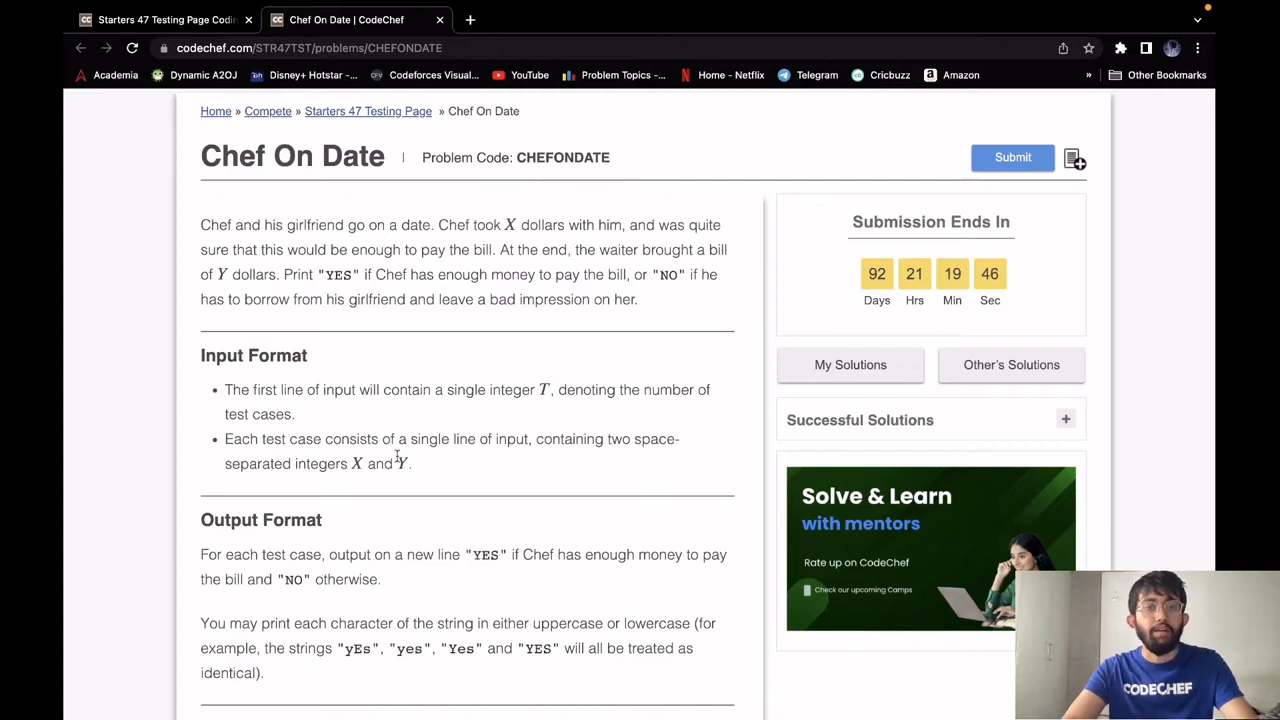 Starters 47 Testing Page Codin
Chef On Date | CodeChef
codechef.com/STR47TST/problems/CHEFONDATE
Academia
Dynamic A2OJ
Disney+ Hotstar -...
Codeforces Visual...
YouTube
Problem Topics -...
Home - Netflix
Telegram
Cricbuzz
Amazon
»
Other Bookmarks
Home » Compete » Starters 47 Testing Page » Chef On Date
Chef On Date | Problem Code: CHEFONDATE
Submit
Chef and his girlfriend go on a date. Chef took X dollars with him, and was quite
sure that this would be enough to pay the bill. At the end, the waiter brought a bill
of Y dollars. Print "YES" if Chef has enough money to pay the bill, or "NO" if he
has to borrow from his girlfriend and leave a bad impression on her.
Input Format
• The first line of input will contain a single integer T, denoting the number of
test cases.
• Each test case consists of a single line of input, containing two space-
separated integers X and Y.
Output Format
For each test case, output on a new line "YES" if Chef has enough money to pay
the bill and "NO" otherwise.
You may print each character of the string in either uppercase or lowercase (for
example, the strings "yEs", "yes", "Yes" and "YES" will all be treated as
identical).
Submission Ends In
92 21 19 46
Days Hrs Min Sec
My Solutions
Other's Solutions
Successful Solutions +
Solve & Learn
with mentors
Rate up on CodeChef
Check our upcoming Camps
CODECHEF